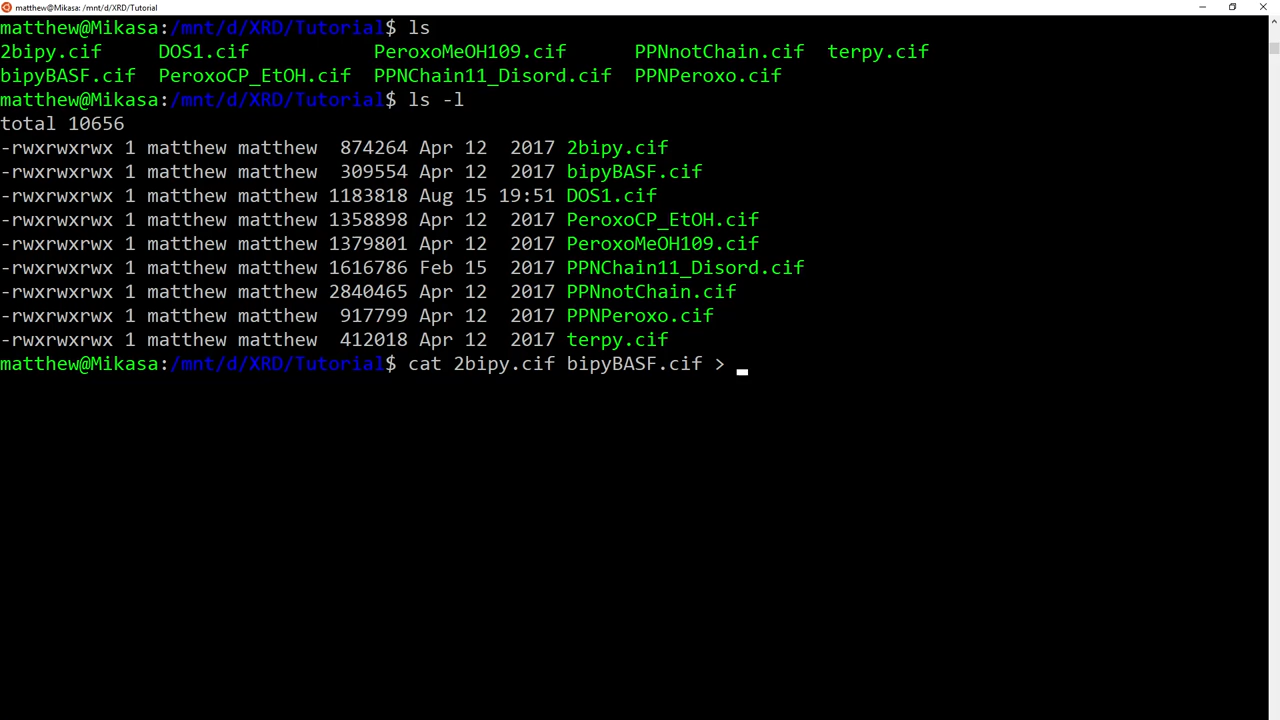 matthew@Mikasa: /mnt/d/XRD/Tutorial
matthew@Mikasa:/mnt/d/XRD/Tutorial$ ls
2bipy.cif DOS1.cif PeroxoMeOH109.cif PPNnotChain.cif terpy.cif
bipyBASF.cif PeroxoCP_EtOH.cif PPNChain11_Disord.cif PPNPeroxo.cif
matthew@Mikasa:/mnt/d/XRD/Tutorial$ ls -l
total 10656
-rwxrwxrwx 1 matthew matthew 874264 Apr 12 2017 2bipy.cif
-rwxrwxrwx 1 matthew matthew 309554 Apr 12 2017 bipyBASF.cif
-rwxrwxrwx 1 matthew matthew 1183818 Aug 15 19:51 DOS1.cif
-rwxrwxrwx 1 matthew matthew 1358898 Apr 12 2017 PeroxoCP_EtOH.cif
-rwxrwxrwx 1 matthew matthew 1379801 Apr 12 2017 PeroxoMeOH109.cif
-rwxrwxrwx 1 matthew matthew 1616786 Feb 15 2017 PPNChain11_Disord.cif
-rwxrwxrwx 1 matthew matthew 2840465 Apr 12 2017 PPNnotChain.cif
-rwxrwxrwx 1 matthew matthew 917799 Apr 12 2017 PPNPeroxo.cif
-rwxrwxrwx 1 matthew matthew 412018 Apr 12 2017 terpy.cif
matthew@Mikasa:/mnt/d/XRD/Tutorial$ cat 2bipy.cif bipyBASF.cif >